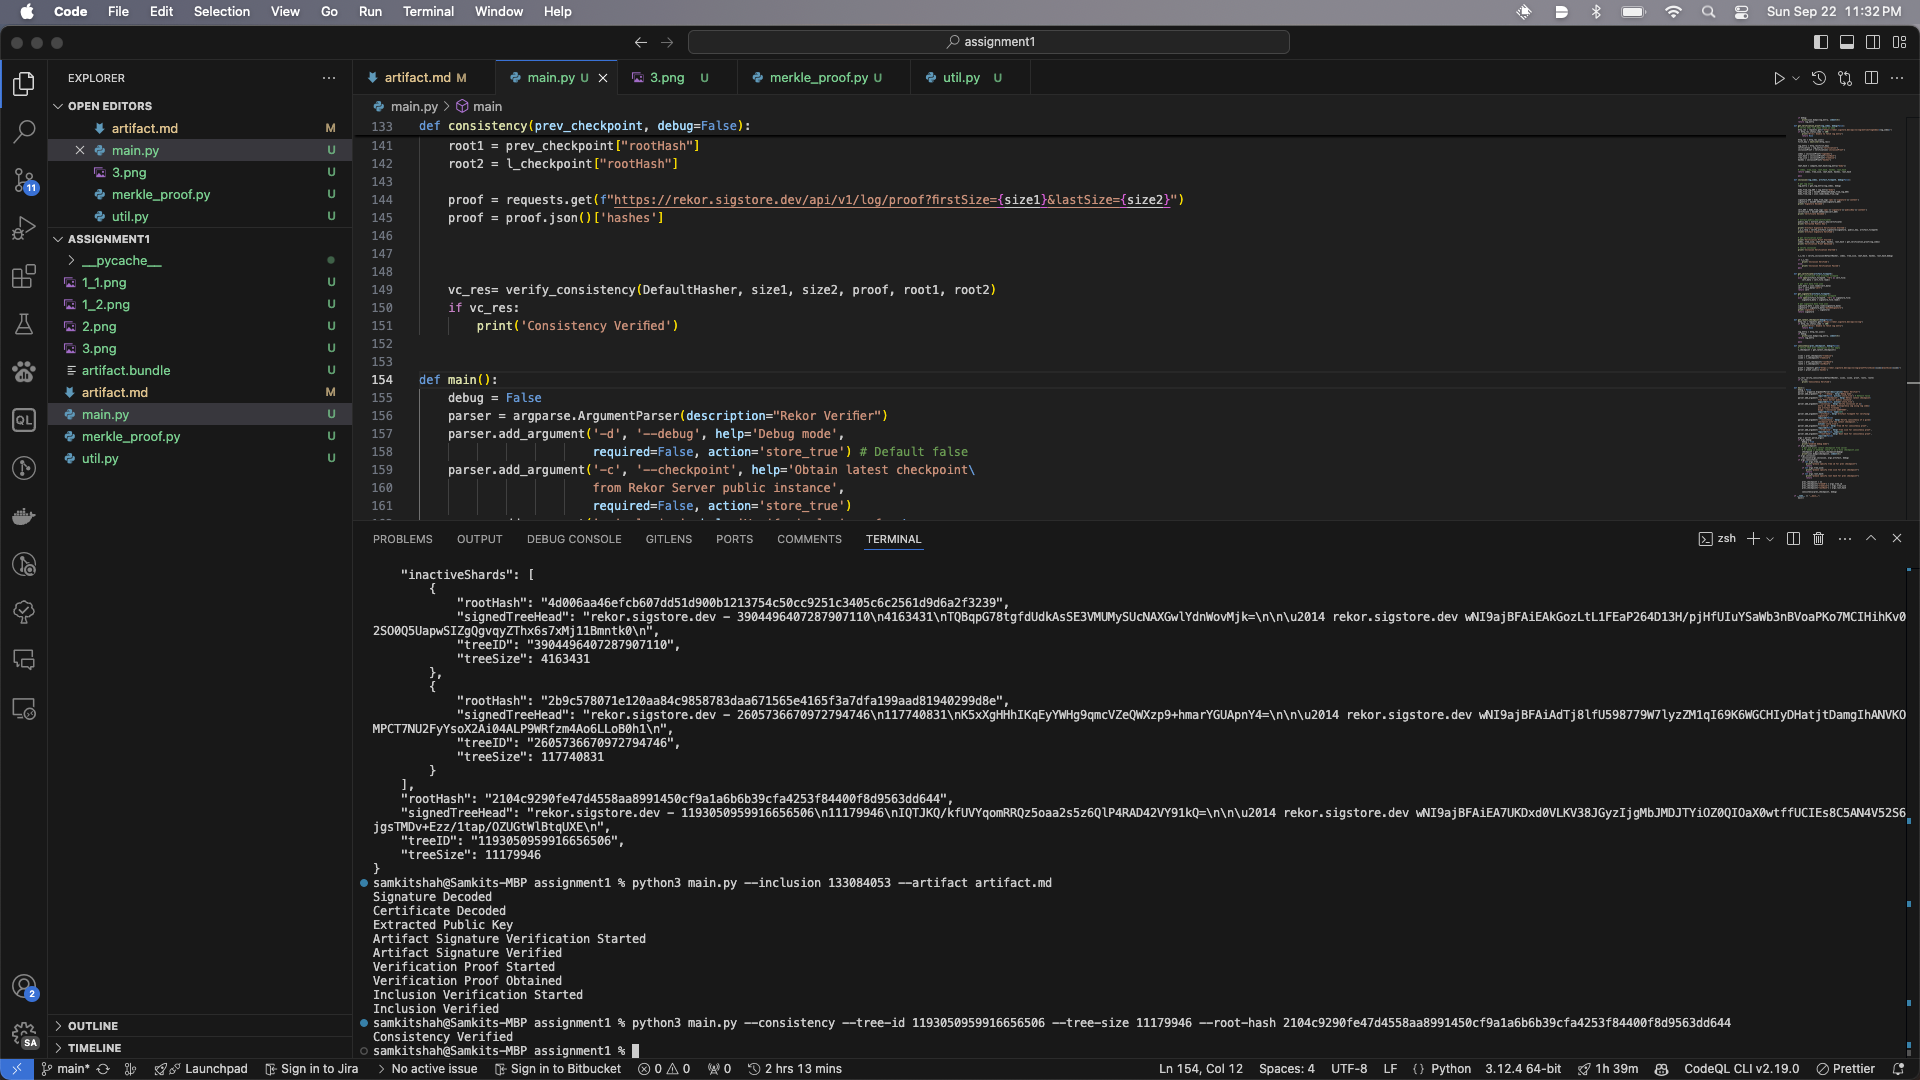 Code File Edit Selection View Go Run Terminal Window Help Sun Sep 22 11:32 PM
assignment1
EXPLORER
OPEN EDITORS
artifact.md M
main.py U
3.png U
merkle_proof.py U
util.py U
ASSIGNMENT1
__pycache__
1_1.png U
1_2.png U
2.png U
3.png U
artifact.bundle U
artifact.md M
main.py U
merkle_proof.py U
util.py U
OUTLINE
TIMELINE
11
QL
2
SA
artifact.md M main.py U 3.png U merkle_proof.py U util.py U
main.py > main
133 def consistency(prev_checkpoint, debug=False):
141 root1 = prev_checkpoint["rootHash"]
142 root2 = l_checkpoint["rootHash"]
143
144 proof = requests.get(f"https://rekor.sigstore.dev/api/v1/log/proof?firstSize={size1}&lastSize={size2}")
145 proof = proof.json()['hashes']
146
147
148
149 vc_res= verify_consistency(DefaultHasher, size1, size2, proof, root1, root2)
150 if vc_res:
151 print('Consistency Verified')
152
153
154 def main():
155 debug = False
156 parser = argparse.ArgumentParser(description="Rekor Verifier")
157 parser.add_argument('-d', '--debug', help='Debug mode',
158 required=False, action='store_true') # Default false
159 parser.add_argument('-c', '--checkpoint', help='Obtain latest checkpoint\
160 from Rekor Server public instance',
161 required=False, action='store_true')
PROBLEMS OUTPUT DEBUG CONSOLE GITLENS PORTS COMMENTS TERMINAL zsh
"inactiveShards": [
{
"rootHash": "4d006aa46efcb607dd51d900b1213754c50cc9251c3405c6c2561d9d6a2f3239",
"signedTreeHead": "rekor.sigstore.dev - 3904496407287907110\n4163431\nTQBqpG78tgfdUdkAsSE3VMUMySUcNAXGwlYdnWovMjk=\n\n\u2014 rekor.sigstore.dev wNI9ajBFAiEAkGozLtL1FEaP264D13H/pjHfUIuYSaWb3nBVoaPKo7MCIHihKv0
2SO0Q5UapwSIZgQgvqyZThx6s7xMj11Bmntk0\n",
"treeID": "3904496407287907110",
"treeSize": 4163431
},
{
"rootHash": "2b9c578071e120aa84c9858783daa671565e4165f3a7dfa199aad81940299d8e",
"signedTreeHead": "rekor.sigstore.dev - 2605736670972794746\n117740831\nK5xXgHHhIKqEyYWHg9qmcVZeQWXzp9+hmarYGUApnY4=\n\n\u2014 rekor.sigstore.dev wNI9ajBFAiAdTj8lfU598779W7lyzZM1qI69K6WGCHIyDHatjtDamgIhANVKO
MPCT7NU2FyYsoX2Ai04ALP9WRfzm4Ao6LLoB0h1\n",
"treeID": "2605736670972794746",
"treeSize": 117740831
}
],
"rootHash": "2104c9290fe47d4558aa8991450cf9a1a6b6b39cfa4253f84400f8d9563dd644",
"signedTreeHead": "rekor.sigstore.dev - 1193050959916656506\n11179946\nIQTJKQ/kfUVYqomRRQz5oaa2s5z6QlP4RAD42VY91kQ=\n\n\u2014 rekor.sigstore.dev wNI9ajBFAiEA7UKDxd0VLKV38JGyzIjgMbJMDJTYiOZ0QIOaX0wtffUCIEs8C5AN4V52S6
jgsTMDv+Ezz/1tap/OZUGtWlBtqUXE\n",
"treeID": "1193050959916656506",
"treeSize": 11179946
}
samkitshah@Samkits-MBP assignment1 % python3 main.py --inclusion 133084053 --artifact artifact.md
Signature Decoded
Certificate Decoded
Extracted Public Key
Artifact Signature Verification Started
Artifact Signature Verified
Verification Proof Started
Verification Proof Obtained
Inclusion Verification Started
Inclusion Verified
samkitshah@Samkits-MBP assignment1 % python3 main.py --consistency --tree-id 1193050959916656506 --tree-size 11179946 --root-hash 2104c9290fe47d4558aa8991450cf9a1a6b6b39cfa4253f84400f8d9563dd644
Consistency Verified
samkitshah@Samkits-MBP assignment1 %
main* Launchpad Sign in to Jira No active issue Sign in to Bitbucket 0 0 0 2 hrs 13 mins Ln 154, Col 12 Spaces: 4 UTF-8 LF {} Python 3.12.4 64-bit 1h 39m CodeQL CLI v2.19.0 Prettier